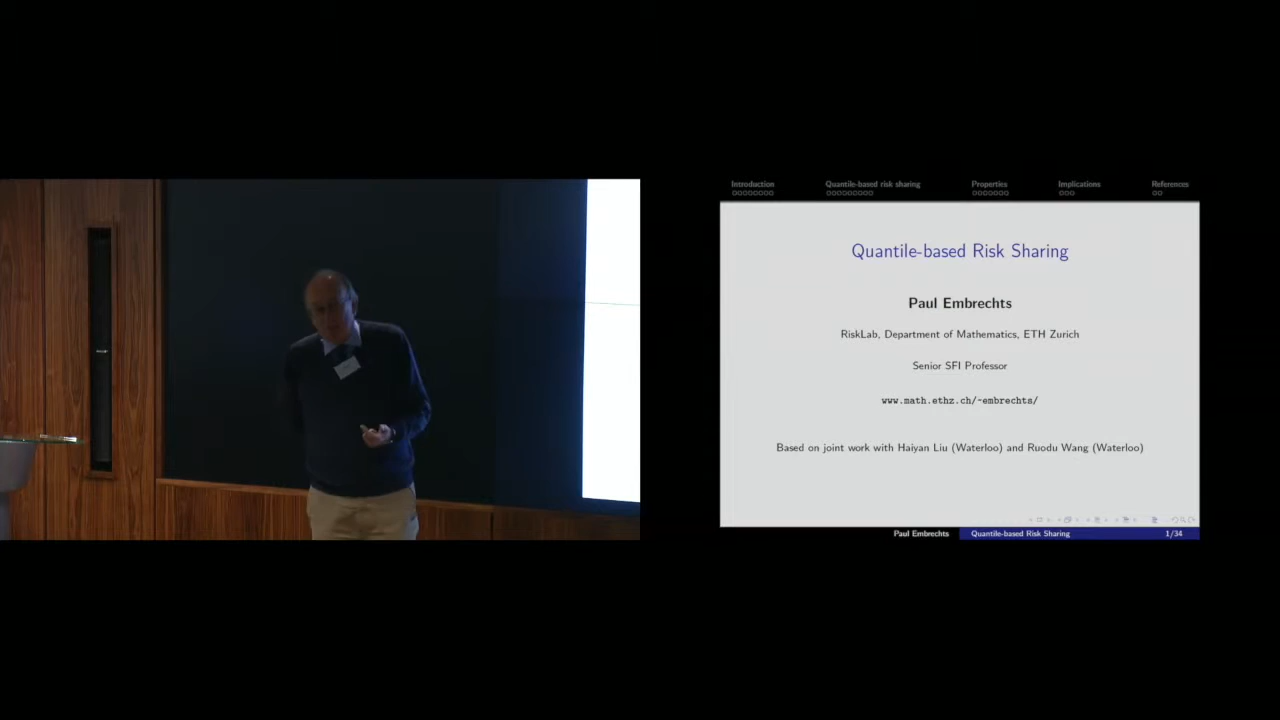 Introduction
Quantile-based risk sharing
Properties
Implications
References
Quantile-based Risk Sharing
Paul Embrechts
RiskLab, Department of Mathematics, ETH Zurich
Senior SFI Professor
www.math.ethz.ch/~embrechts/
Based on joint work with Haiyan Liu (Waterloo) and Ruodu Wang (Waterloo)
Paul Embrechts
Quantile-based Risk Sharing
1/34